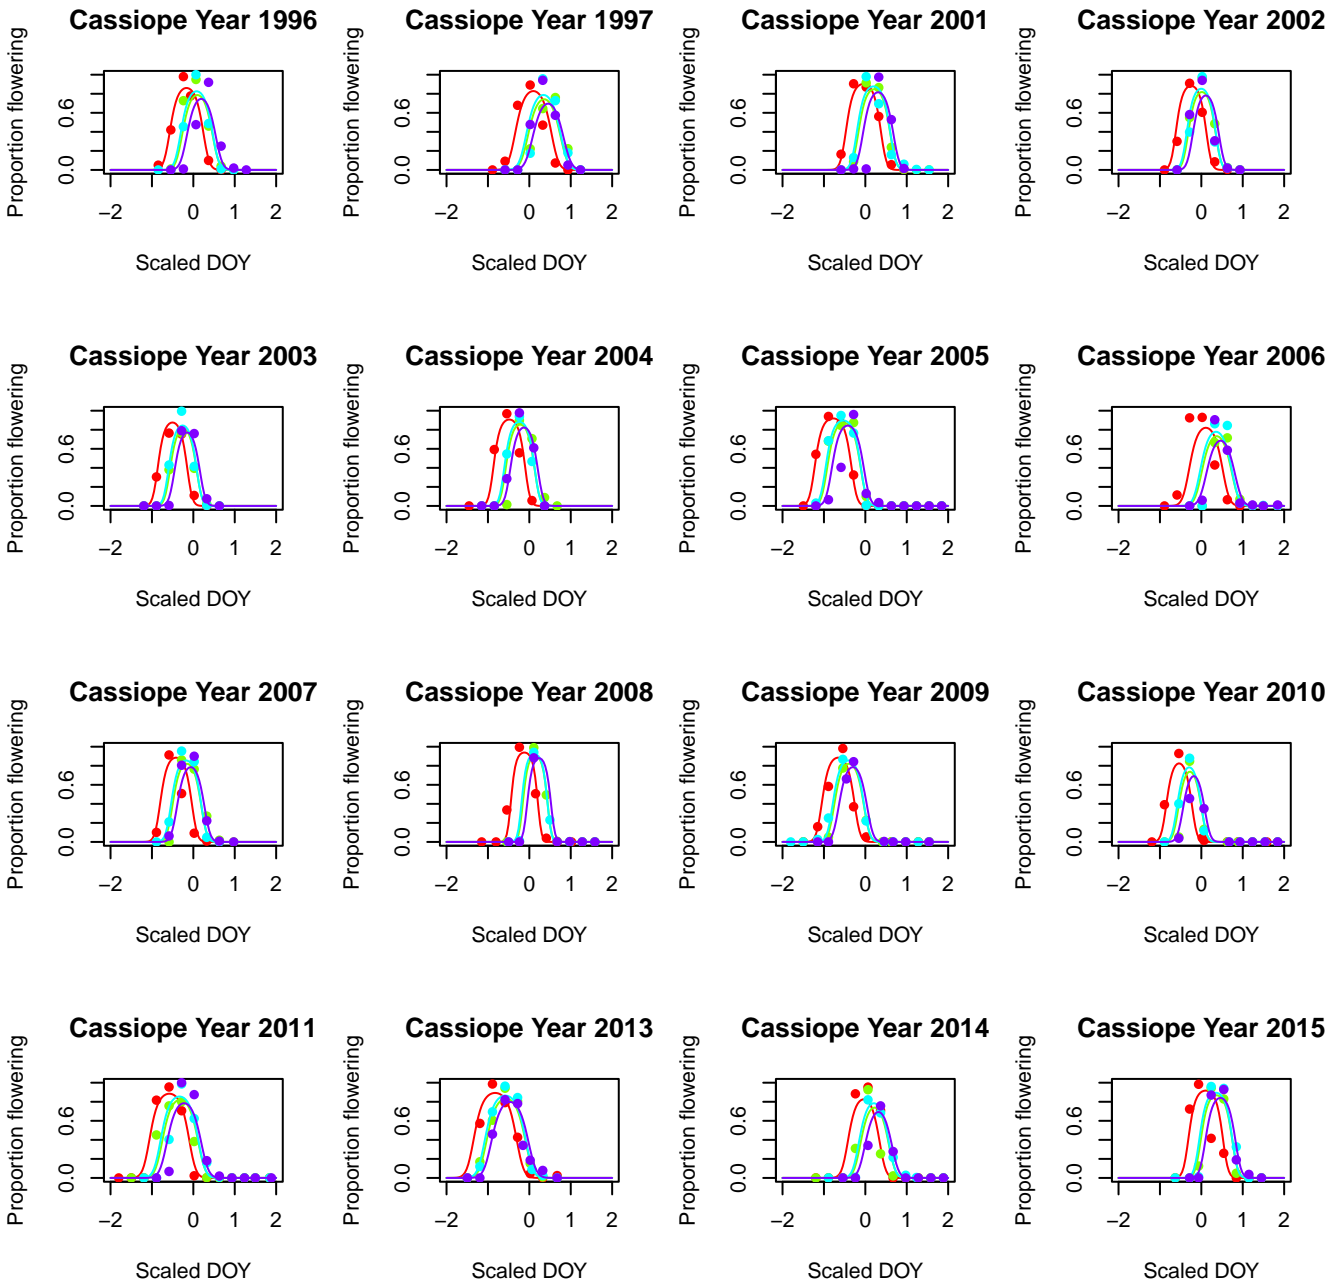 Cassiope Year 1996
Proportion flowering
0.6
0.0
−2 0 1 2
Scaled DOY
Cassiope Year 1997
Proportion flowering
0.6
0.0
−2 0 1 2
Scaled DOY
Cassiope Year 2001
Proportion flowering
0.6
0.0
−2 0 1 2
Scaled DOY
Cassiope Year 2002
Proportion flowering
0.6
0.0
−2 0 1 2
Scaled DOY
Cassiope Year 2003
Proportion flowering
0.6
0.0
−2 0 1 2
Scaled DOY
Cassiope Year 2004
Proportion flowering
0.6
0.0
−2 0 1 2
Scaled DOY
Cassiope Year 2005
Proportion flowering
0.6
0.0
−2 0 1 2
Scaled DOY
Cassiope Year 2006
Proportion flowering
0.6
0.0
−2 0 1 2
Scaled DOY
Cassiope Year 2007
Proportion flowering
0.6
0.0
−2 0 1 2
Scaled DOY
Cassiope Year 2008
Proportion flowering
0.6
0.0
−2 0 1 2
Scaled DOY
Cassiope Year 2009
Proportion flowering
0.6
0.0
−2 0 1 2
Scaled DOY
Cassiope Year 2010
Proportion flowering
0.6
0.0
−2 0 1 2
Scaled DOY
Cassiope Year 2011
Proportion flowering
0.6
0.0
−2 0 1 2
Scaled DOY
Cassiope Year 2013
Proportion flowering
0.6
0.0
−2 0 1 2
Scaled DOY
Cassiope Year 2014
Proportion flowering
0.6
0.0
−2 0 1 2
Scaled DOY
Cassiope Year 2015
Proportion flowering
0.6
0.0
−2 0 1 2
Scaled DOY